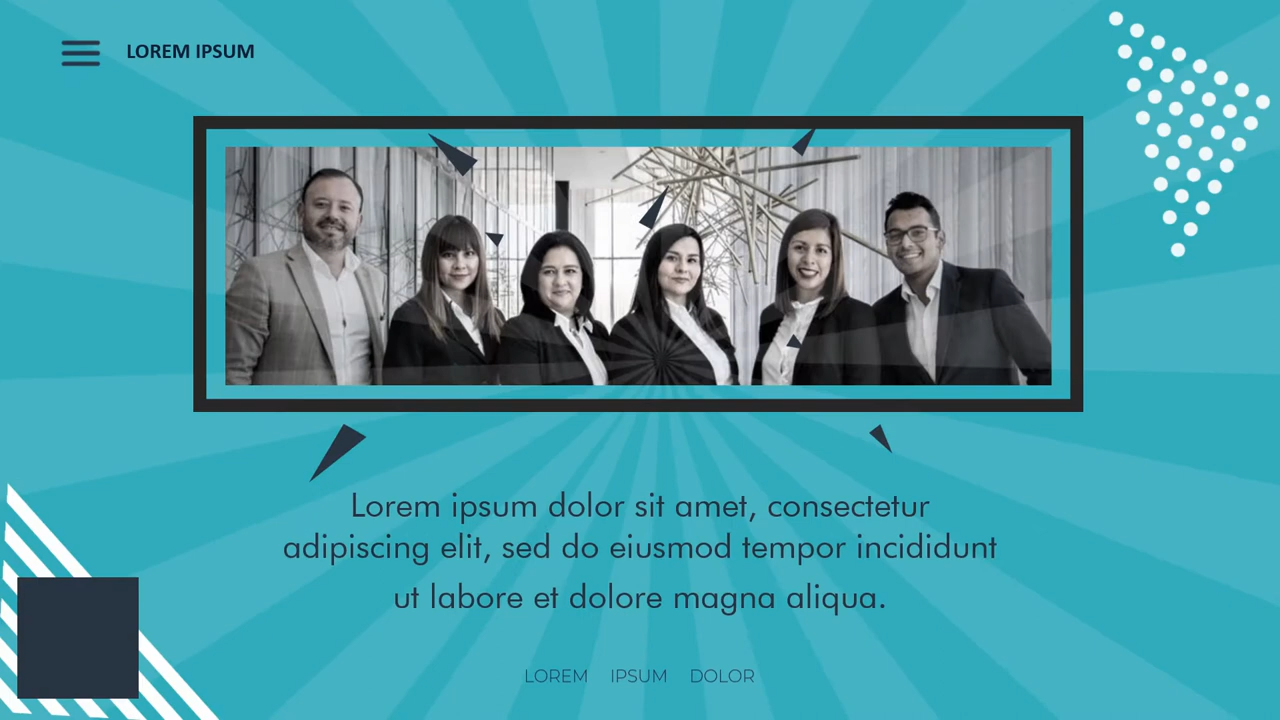 LOREM IPSUM
Lorem ipsum dolor sit amet, consectetur
adipiscing elit, sed do eiusmod tempor incididunt
ut labore et dolore magna aliqua.
LOREM IPSUM DOLOR